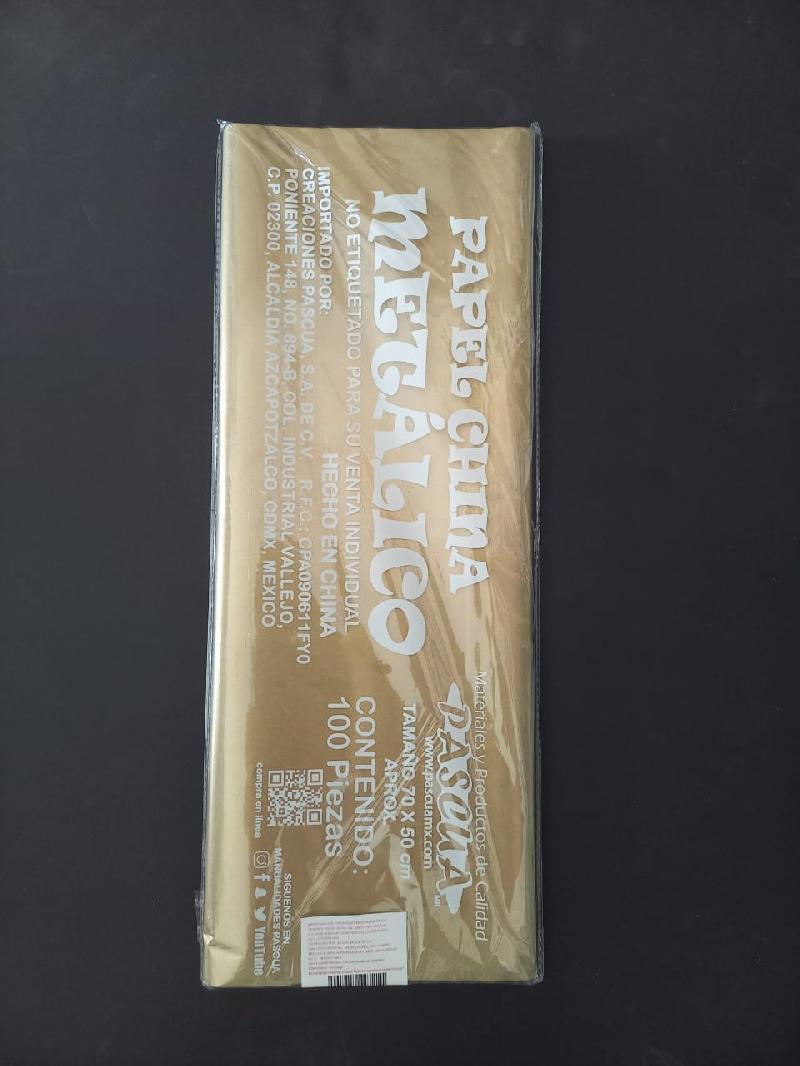 PAPEL CHINA
METÁLICO
NO ETIQUETADO PARA SU VENTA INDIVIDUAL
HECHO EN CHINA
IMPORTADO POR:
CREACIONES PASCUA, S.A. DE C.V. R.F.C.: CPA090611FY0
PONIENTE 148, NO. 894-B, COL. INDUSTRIAL VALLEJO,
C.P. 02300, ALCALDIA AZCAPOTZALCO, CDMX, MEXICO
Materiales y Productos de Calidad
PASCUA MR
www.pascuamx.com
TAMAÑO 70 X 50 cm
APROX.
CONTENIDO:
100 Piezas
compra en línea
SIGUENOS EN
MANUALIDADES PASCUA
YouTube